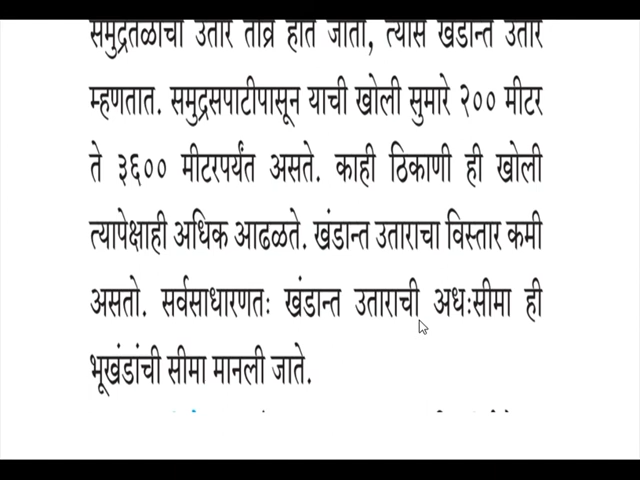 समुद्रतळाचा उतार तीव्र होत जातो, त्यास खंडान्त उतार
म्हणतात. समुद्रसपाटीपासून याची खोली सुमारे २०० मीटर
ते ३६०० मीटरपर्यंत असते. काही ठिकाणी ही खोली
त्यापेक्षाही अधिक आढळते. खंडान्त उताराचा विस्तार कमी
असतो. सर्वसाधारणतः खंडान्त उताराची अधःसीमा ही
भूखंडांची सीमा मानली जाते.